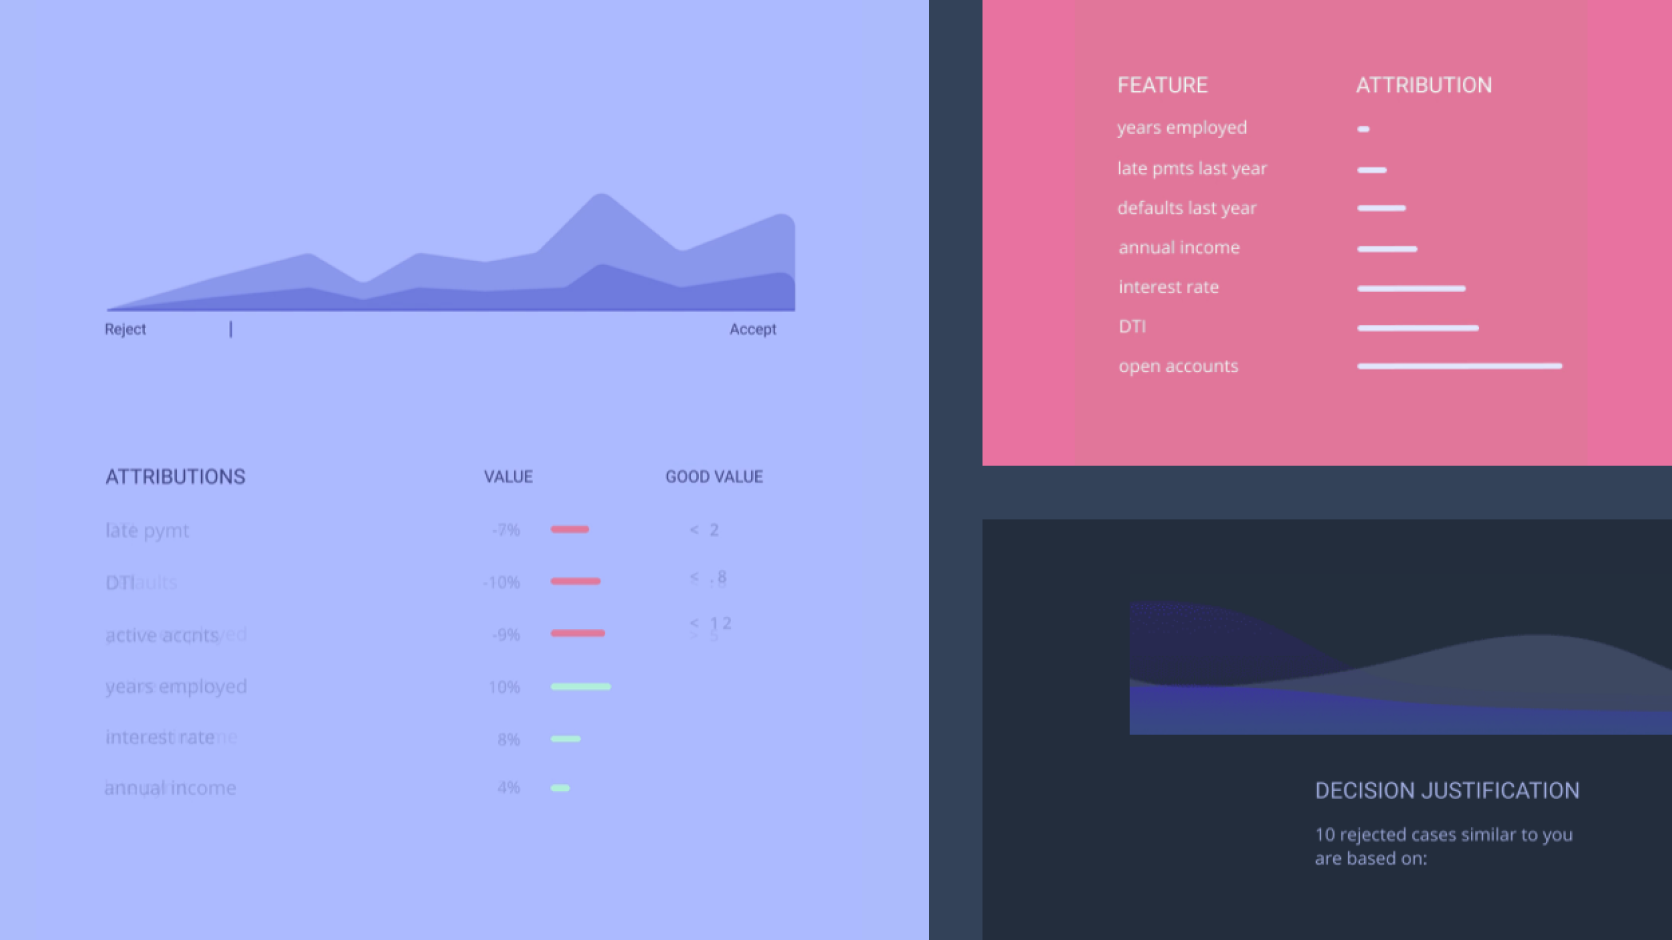 Reject
Accept
ATTRIBUTIONS VALUE GOOD VALUE
late pymt -7% < 2
DTI -10% < .8
active accnts -9% < 12
years employed 10%
interest rate 8%
annual income 4%
FEATURE ATTRIBUTION
years employed
late pmts last year
defaults last year
annual income
interest rate
DTI
open accounts
DECISION JUSTIFICATION
10 rejected cases similar to you
are based on: